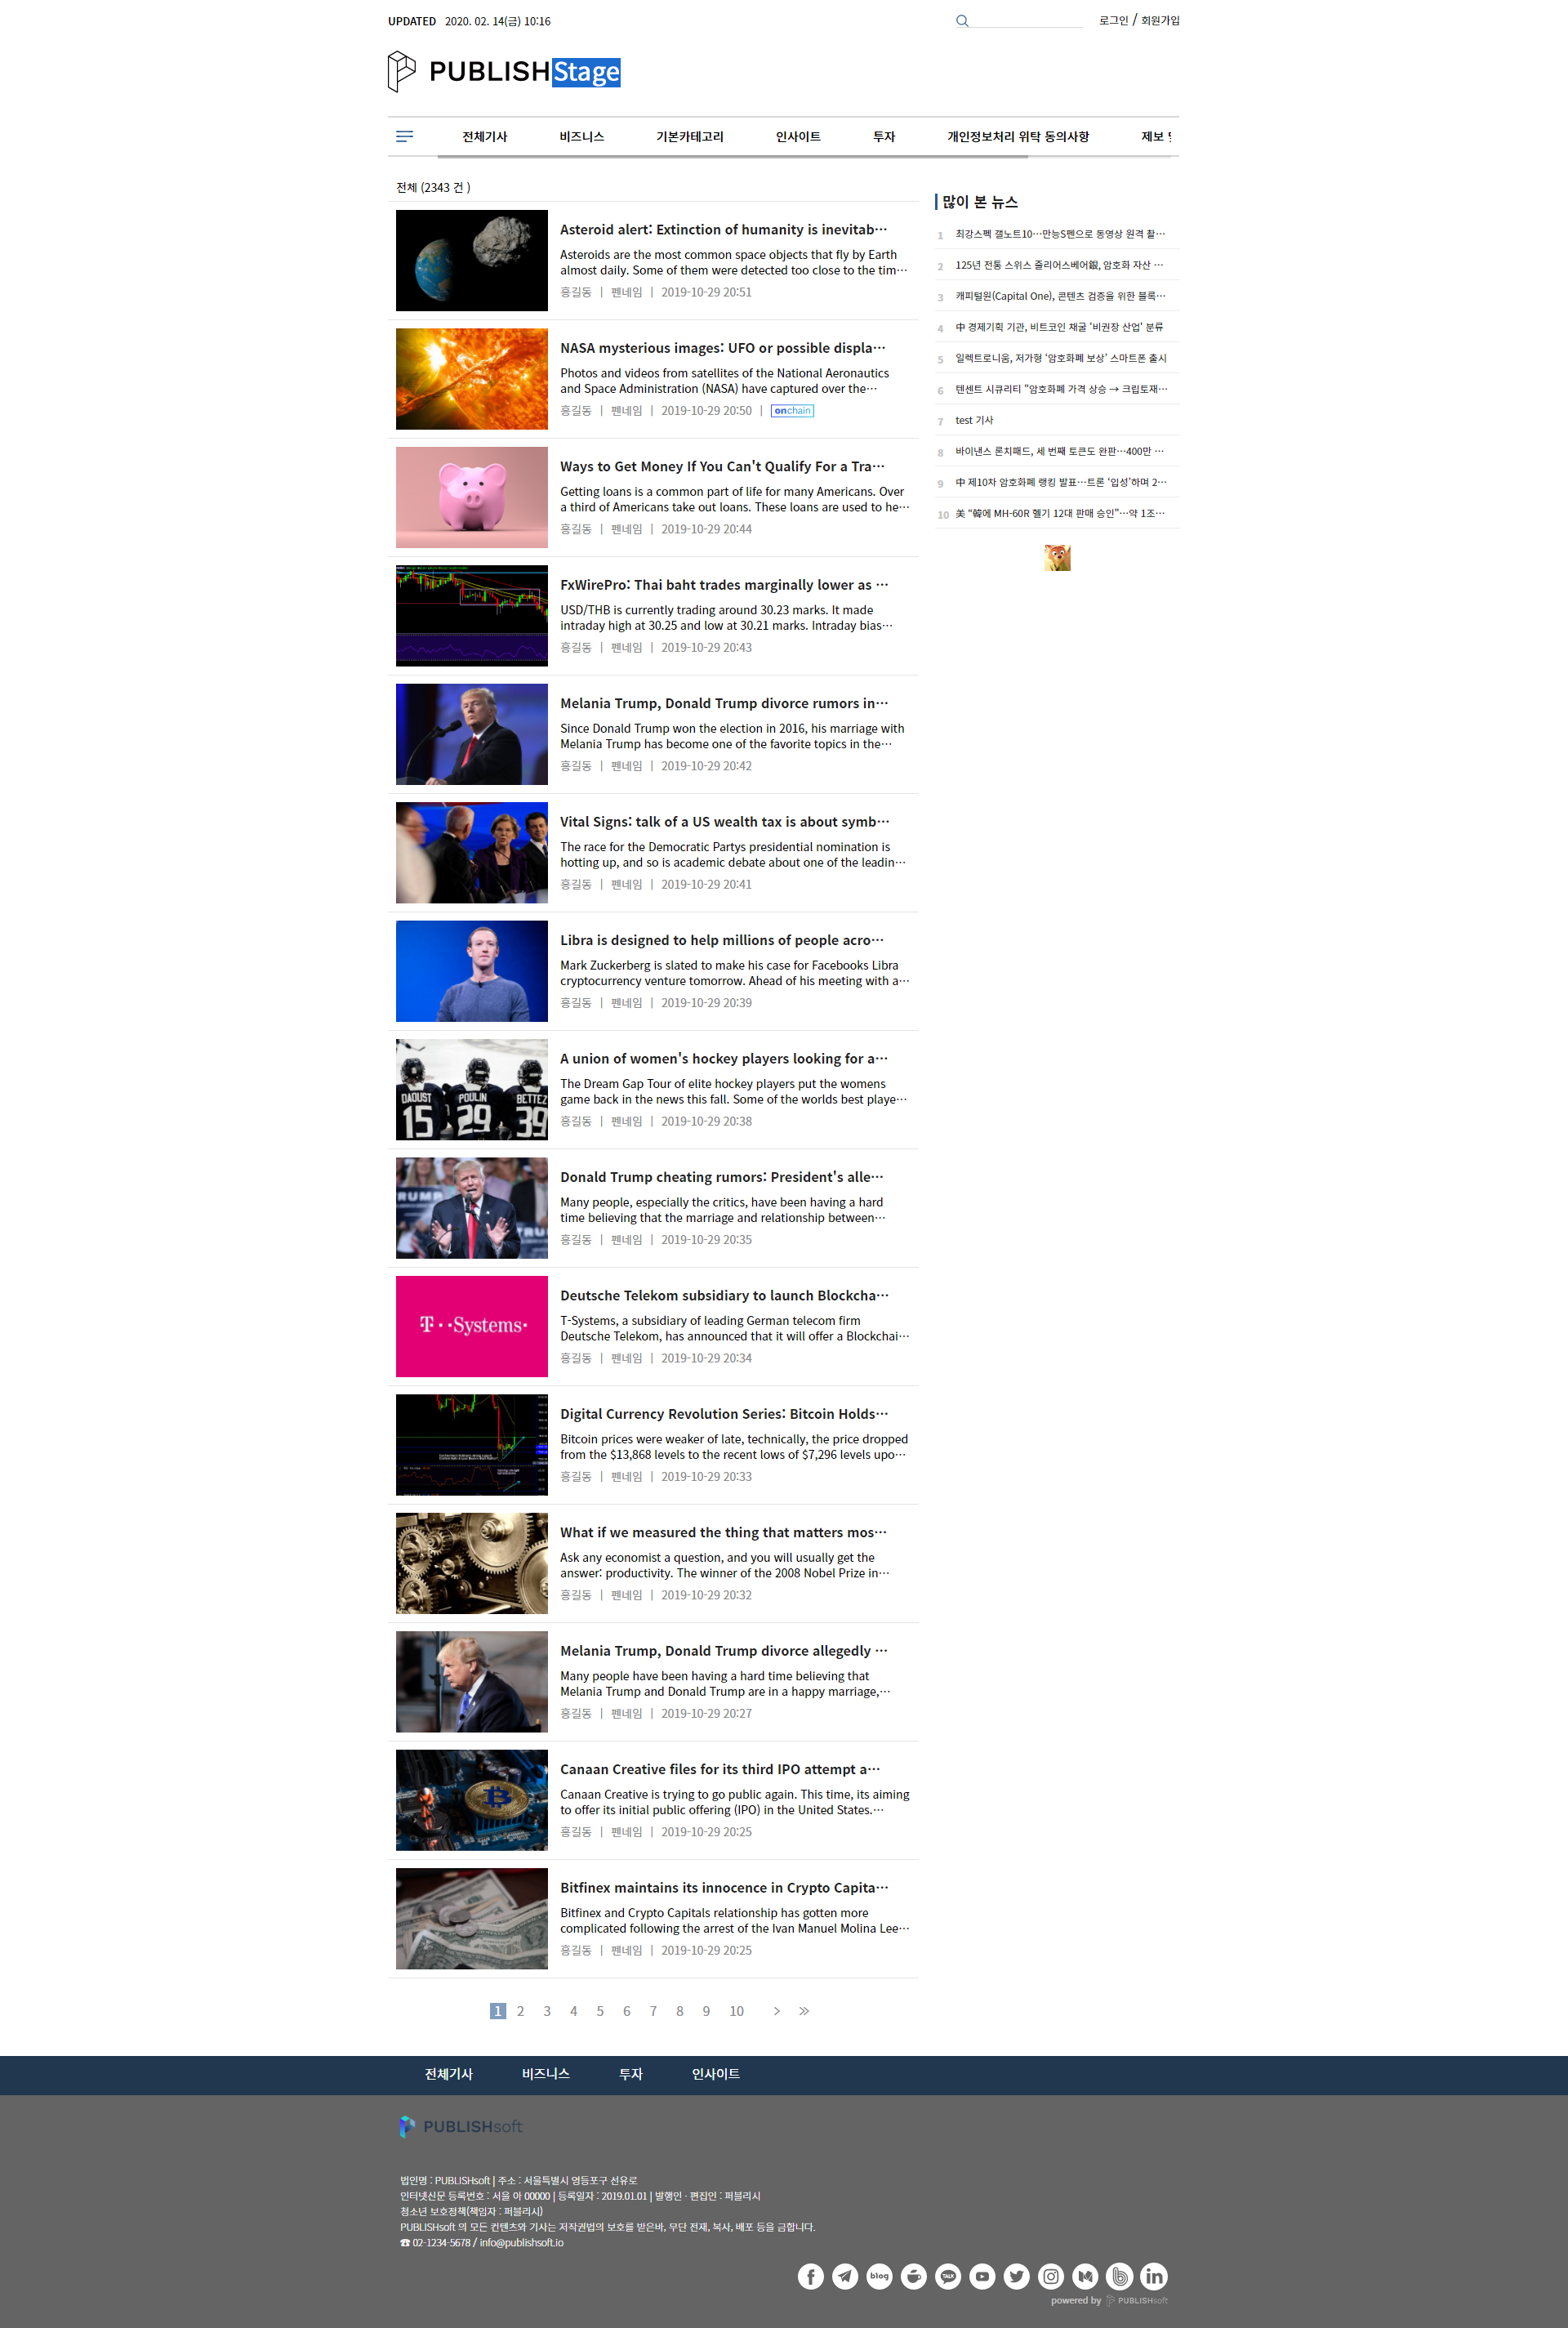 UPDATED 2020. 02. 14(금) 10:16
로그인 / 회원가입
PUBLISHStage
전체기사 비즈니스 기본카테고리 인사이트 투자 개인정보처리 위탁 동의사항 제보
전체 (2343 건 )
Asteroid alert: Extinction of humanity is inevitab…
Asteroids are the most common space objects that fly by Earth
almost daily. Some of them were detected too close to the tim…
홍길동 | 펜네임 | 2019-10-29 20:51
NASA mysterious images: UFO or possible displa…
Photos and videos from satellites of the National Aeronautics
and Space Administration (NASA) have captured over the…
홍길동 | 펜네임 | 2019-10-29 20:50 | onchain
Ways to Get Money If You Can't Qualify For a Tra…
Getting loans is a common part of life for many Americans. Over
a third of Americans take out loans. These loans are used to he…
홍길동 | 펜네임 | 2019-10-29 20:44
FxWirePro: Thai baht trades marginally lower as …
USD/THB is currently trading around 30.23 marks. It made
intraday high at 30.25 and low at 30.21 marks. Intraday bias…
홍길동 | 펜네임 | 2019-10-29 20:43
Melania Trump, Donald Trump divorce rumors in…
Since Donald Trump won the election in 2016, his marriage with
Melania Trump has become one of the favorite topics in the…
홍길동 | 펜네임 | 2019-10-29 20:42
Vital Signs: talk of a US wealth tax is about symb…
The race for the Democratic Partys presidential nomination is
hotting up, and so is academic debate about one of the leadin…
홍길동 | 펜네임 | 2019-10-29 20:41
Libra is designed to help millions of people acro…
Mark Zuckerberg is slated to make his case for Facebooks Libra
cryptocurrency venture tomorrow. Ahead of his meeting with a…
홍길동 | 펜네임 | 2019-10-29 20:39
DAOUST POULIN BETTEZ
15 29 39
A union of women's hockey players looking for a…
The Dream Gap Tour of elite hockey players put the womens
game back in the news this fall. Some of the worlds best playe…
홍길동 | 펜네임 | 2019-10-29 20:38
Donald Trump cheating rumors: President's alle…
Many people, especially the critics, have been having a hard
time believing that the marriage and relationship between…
홍길동 | 펜네임 | 2019-10-29 20:35
T··Systems·
Deutsche Telekom subsidiary to launch Blockcha…
T-Systems, a subsidiary of leading German telecom firm
Deutsche Telekom, has announced that it will offer a Blockchai…
홍길동 | 펜네임 | 2019-10-29 20:34
Digital Currency Revolution Series: Bitcoin Holds…
Bitcoin prices were weaker of late, technically, the price dropped
from the $13,868 levels to the recent lows of $7,296 levels upo…
홍길동 | 펜네임 | 2019-10-29 20:33
What if we measured the thing that matters mos…
Ask any economist a question, and you will usually get the
answer: productivity. The winner of the 2008 Nobel Prize in…
홍길동 | 펜네임 | 2019-10-29 20:32
Melania Trump, Donald Trump divorce allegedly …
Many people have been having a hard time believing that
Melania Trump and Donald Trump are in a happy marriage,…
홍길동 | 펜네임 | 2019-10-29 20:27
Canaan Creative files for its third IPO attempt a…
Canaan Creative is trying to go public again. This time, its aiming
to offer its initial public offering (IPO) in the United States.…
홍길동 | 펜네임 | 2019-10-29 20:25
Bitfinex maintains its innocence in Crypto Capita…
Bitfinex and Crypto Capitals relationship has gotten more
complicated following the arrest of the Ivan Manuel Molina Lee…
홍길동 | 펜네임 | 2019-10-29 20:25
1 2 3 4 5 6 7 8 9 10 > ≫
많이 본 뉴스
1 최강스펙 갤노트10…만능S펜으로 동영상 원격 촬…
2 125년 전통 스위스 줄리어스베어銀, 암호화 자산 …
3 캐피털원(Capital One), 콘텐츠 검증을 위한 블록…
4 中 경제기획 기관, 비트코인 채굴 '비권장 산업' 분류
5 일렉트로니움, 저가형 '암호화폐 보상' 스마트폰 출시
6 텐센트 시큐리티 "암호화폐 가격 상승 → 크립토재…
7 test 기사
8 바이낸스 론치패드, 세 번째 토큰도 완판…400만 …
9 中 제10차 암호화폐 랭킹 발표…트론 '입성'하며 2…
10 美 "韓에 MH-60R 헬기 12대 판매 승인"…약 1조…
전체기사 비즈니스 투자 인사이트
PUBLISHsoft
법인명 : PUBLISHsoft | 주소 : 서울특별시 영등포구 선유로
인터넷신문 등록번호 : 서울 아 00000 | 등록일자 : 2019.01.01 | 발행인 · 편집인 : 퍼블리시
청소년 보호정책(책임자 : 퍼블리시)
PUBLISHsoft 의 모든 컨텐츠와 기사는 저작권법의 보호를 받은바, 무단 전재, 복사, 배포 등을 금합니다.
☎ 02-1234-5678 / info@publishsoft.io
blog TALK in
powered by PUBLISHsoft